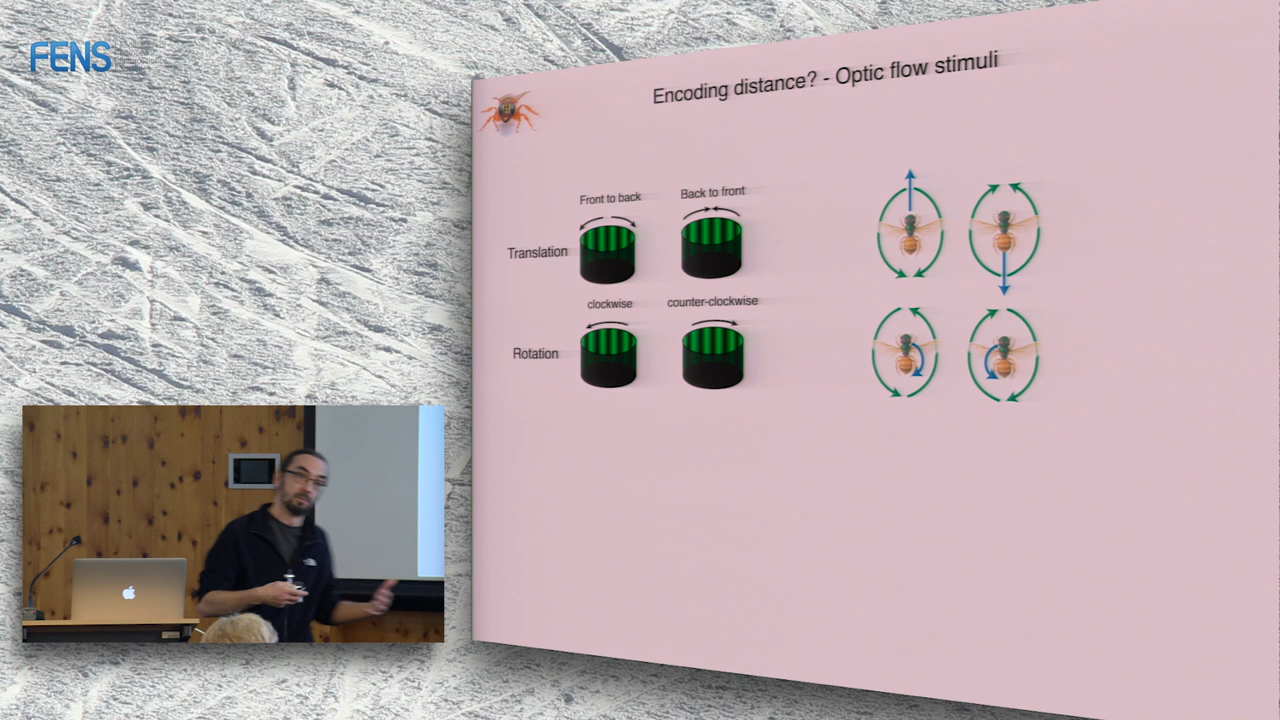 FENS
Encoding distance? - Optic flow stimuli
Front to back
Back to front
Translation
clockwise
counter-clockwise
Rotation